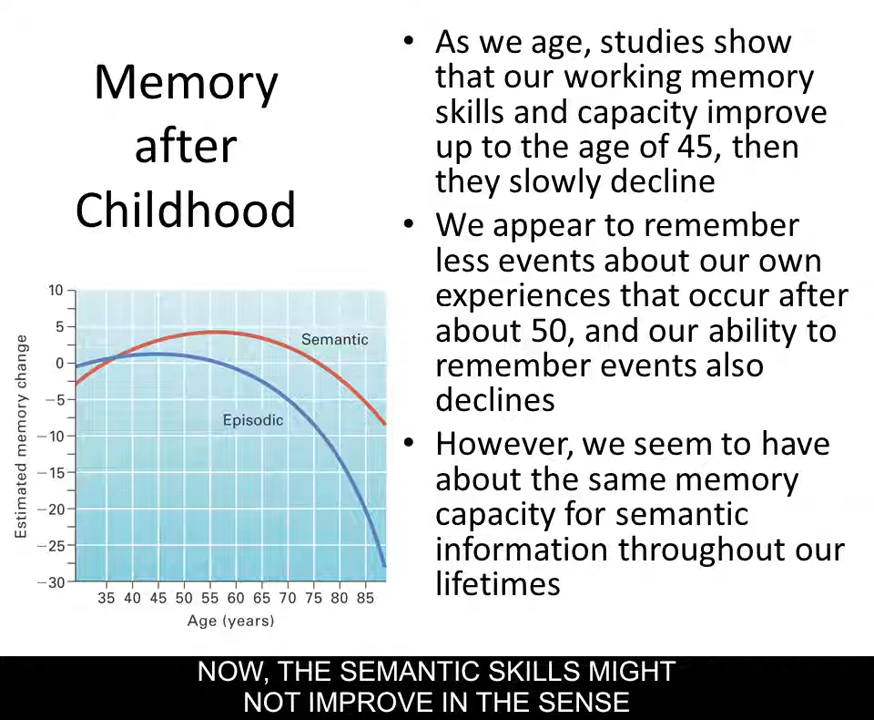 Memory
after
Childhood
• As we age, studies show
that our working memory
skills and capacity improve
up to the age of 45, then
they slowly decline
• We appear to remember
less events about our own
experiences that occur after
about 50, and our ability to
remember events also
declines
• However, we seem to have
about the same memory
capacity for semantic
information throughout our
lifetimes
Estimated memory change
10
5
0
−5
−10
−15
−20
−25
−30
Semantic
Episodic
35 40 45 50 55 60 65 70 75 80 85
Age (years)
NOW, THE SEMANTIC SKILLS MIGHT
NOT IMPROVE IN THE SENSE